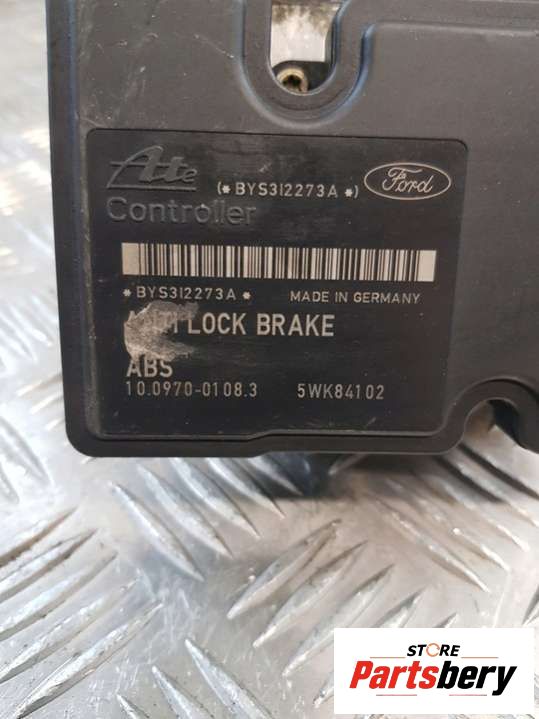 Ate (*BYS3I2273A*) Ford
Controller
*BYS3I2273A* MADE IN GERMANY
LOCK BRAKE
ABS
10.0970-0108.3 5WK84102
STORE
Partsbery